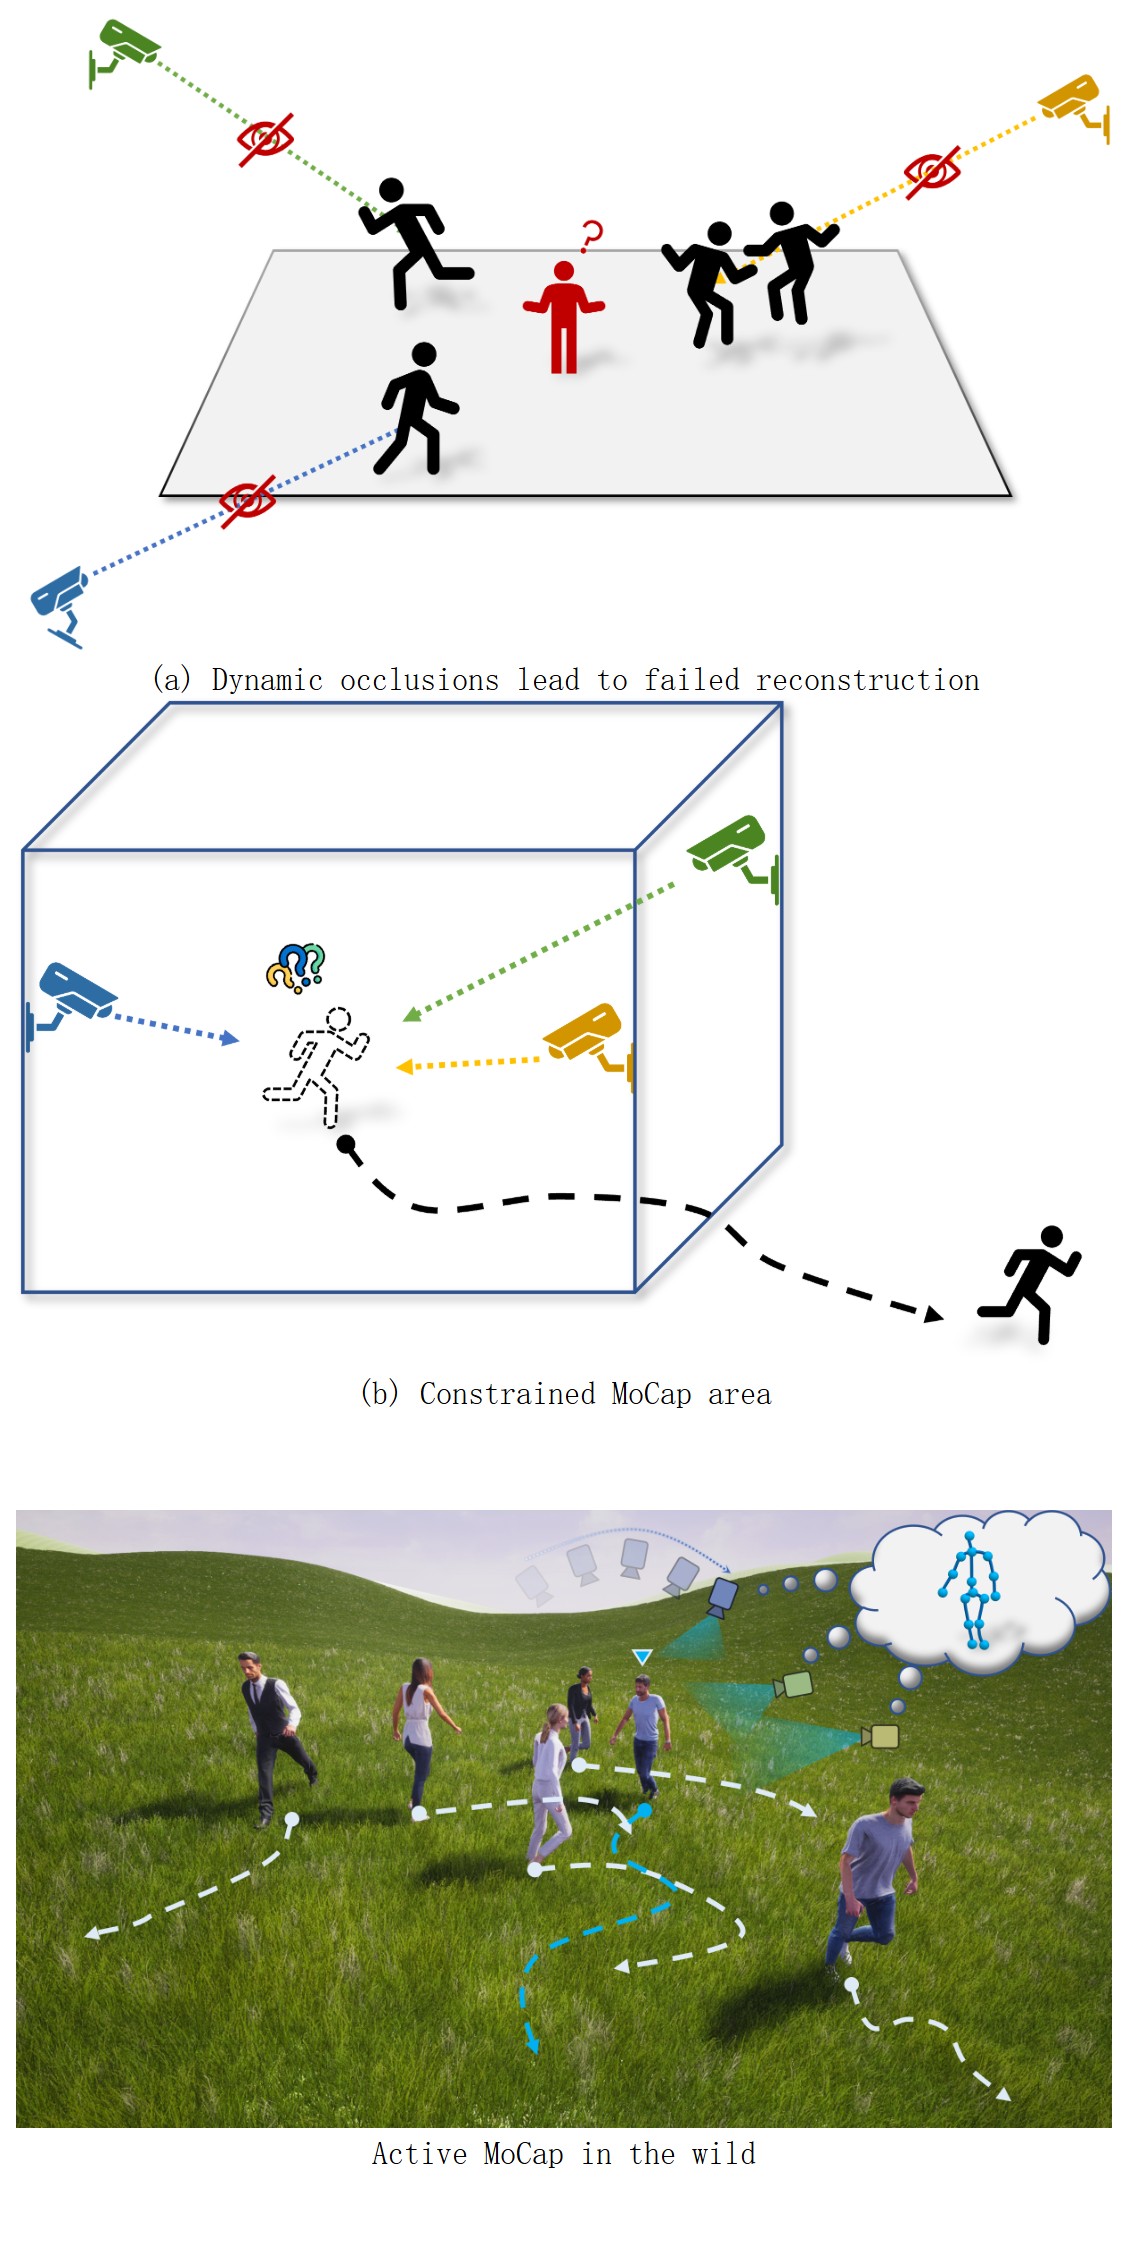 ?
(a) Dynamic occlusions lead to failed reconstruction
???
(b) Constrained MoCap area
Active MoCap in the wild